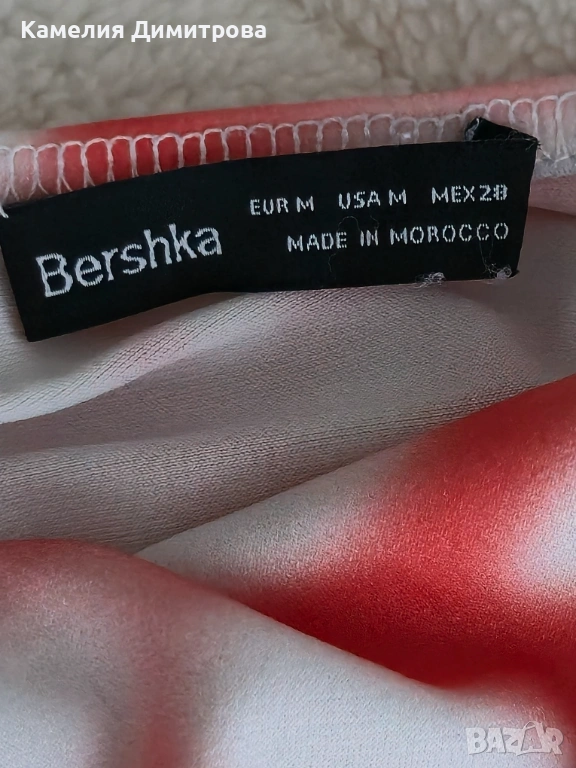 Камелия Димитрова
EUR M USA M MEX 28
Bershka
MADE IN MOROCCO
BAZAR